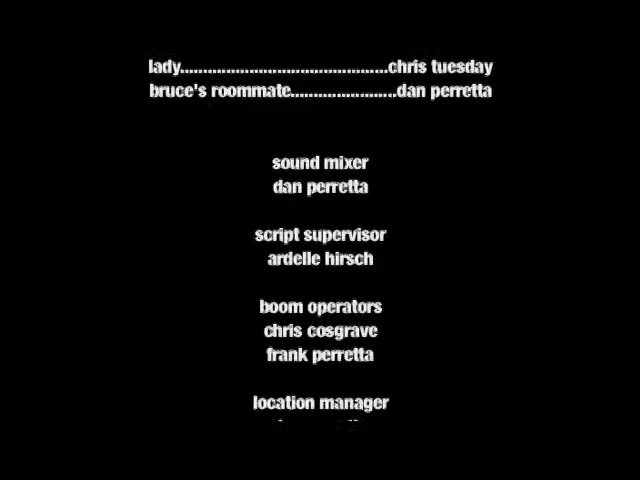 lady.............................................chris tuesday
bruce's roommate.......................dan perretta
sound mixer
dan perretta
script supervisor
ardelle hirsch
boom operators
chris cosgrave
frank perretta
location manager